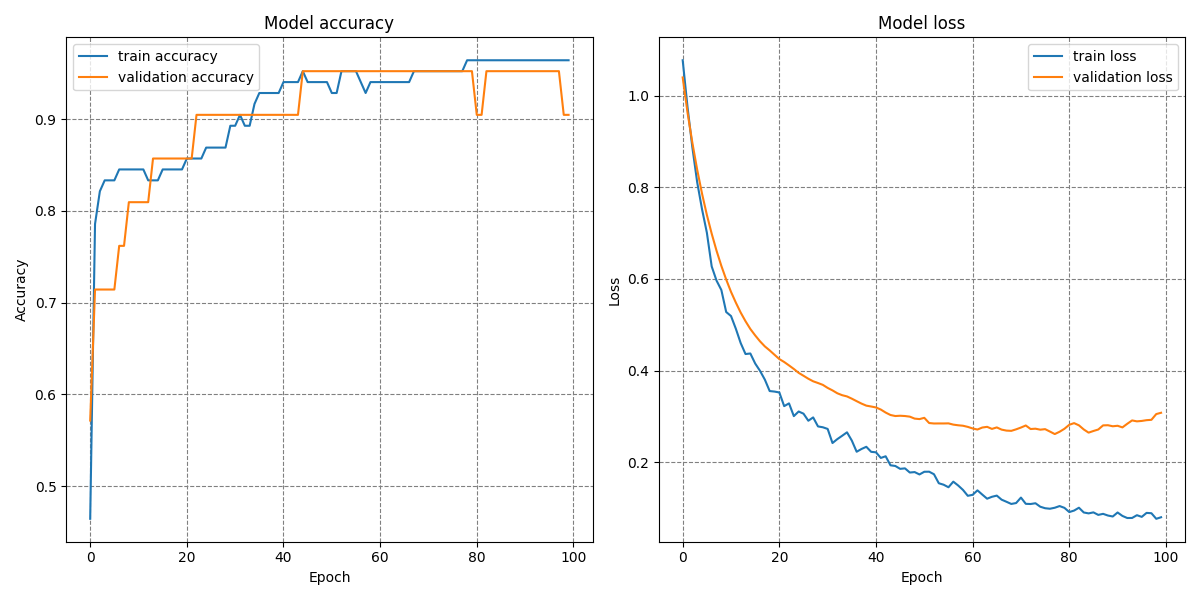 Model accuracy
train accuracy
validation accuracy
Accuracy
0.9
0.8
0.7
0.6
0.5
0 20 40 60 80 100
Epoch
Model loss
train loss
validation loss
Loss
1.0
0.8
0.6
0.4
0.2
0 20 40 60 80 100
Epoch